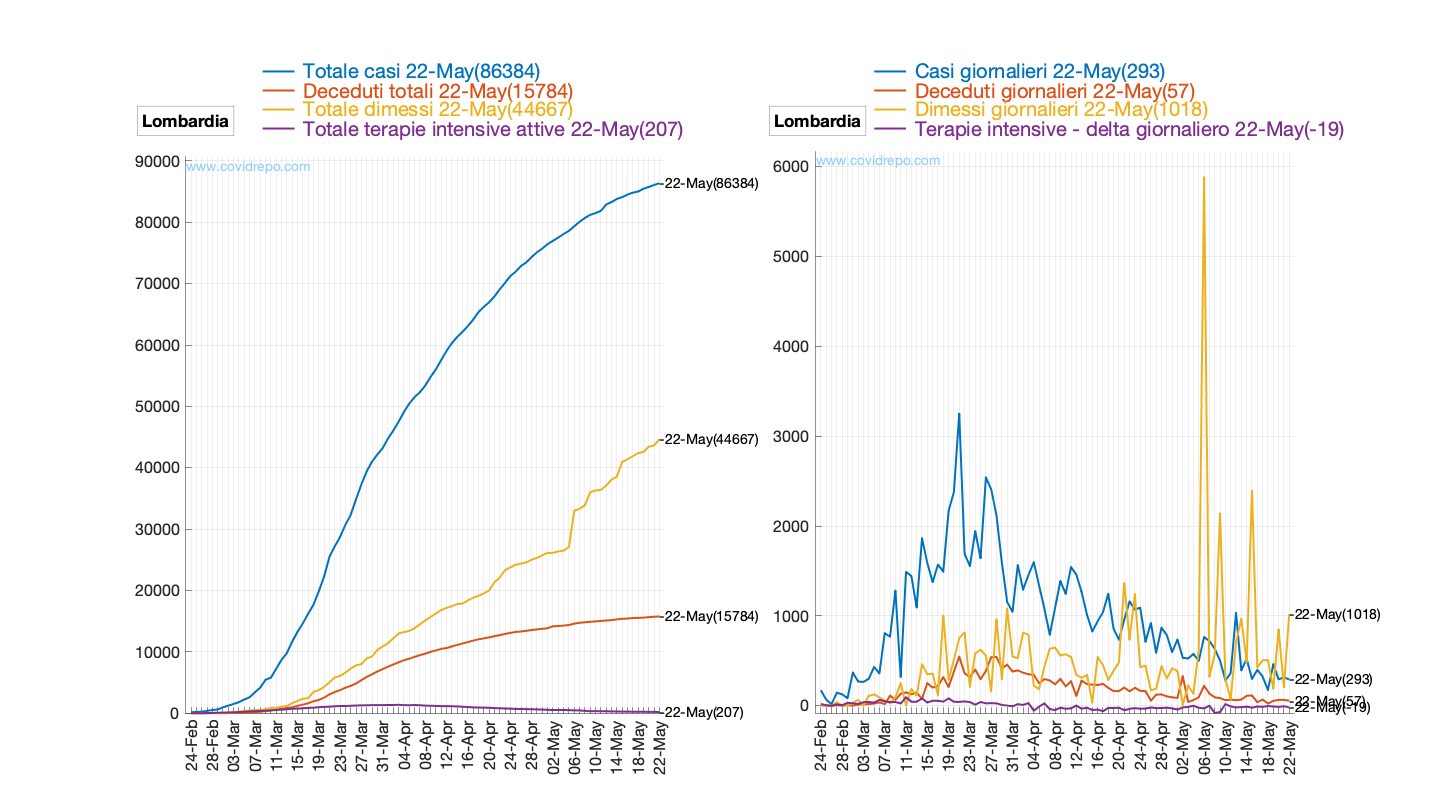 Totale casi 22-May(86384)
Deceduti totali 22-May(15784)
Totale dimessi 22-May(44667)
Totale terapie intensive attive 22-May(207)
Lombardia
www.covidrepo.com
90000
80000
70000
60000
50000
40000
30000
20000
10000
0
22-May(86384)
22-May(44667)
22-May(15784)
22-May(207)
24-Feb
28-Feb
03-Mar
07-Mar
11-Mar
15-Mar
19-Mar
23-Mar
27-Mar
31-Mar
04-Apr
08-Apr
12-Apr
16-Apr
20-Apr
24-Apr
28-Apr
02-May
06-May
10-May
14-May
18-May
22-May
Casi giornalieri 22-May(293)
Deceduti giornalieri 22-May(57)
Dimessi giornalieri 22-May(1018)
Terapie intensive - delta giornaliero 22-May(-19)
Lombardia
www.covidrepo.com
6000
5000
4000
3000
2000
1000
0
22-May(1018)
22-May(293)
22-May(57)
22-May(-19)
24-Feb
28-Feb
03-Mar
07-Mar
11-Mar
15-Mar
19-Mar
23-Mar
27-Mar
31-Mar
04-Apr
08-Apr
12-Apr
16-Apr
20-Apr
24-Apr
28-Apr
02-May
06-May
10-May
14-May
18-May
22-May